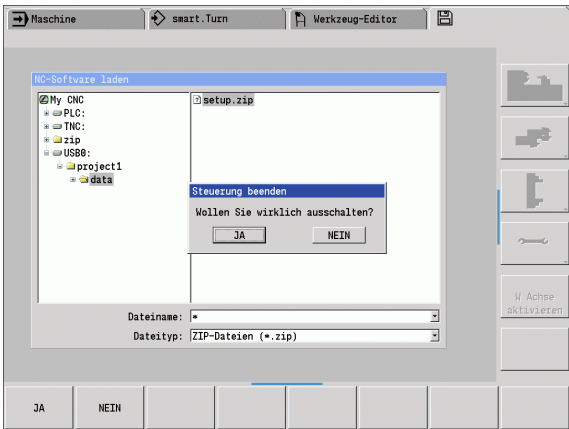 Maschine
smart.Turn
Werkzeug-Editor
NC-Software laden
My CNC
PLC:
TNC:
zip
USB0:
project1
data
setup.zip
Steuerung beenden
Wollen Sie wirklich ausschalten?
JA
NEIN
W Achse
aktivieren
Dateiname: *
Dateityp: ZIP-Dateien (*.zip)
JA
NEIN